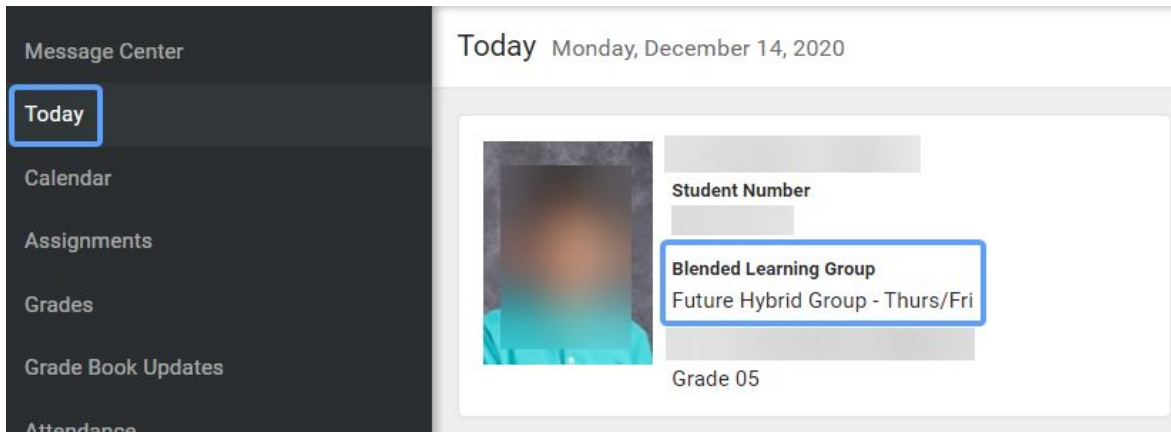 Message Center
Today
Calendar
Assignments
Grades
Grade Book Updates
Attendance
Today Monday, December 14, 2020
Student Number
Blended Learning Group
Future Hybrid Group - Thurs/Fri
Grade 05